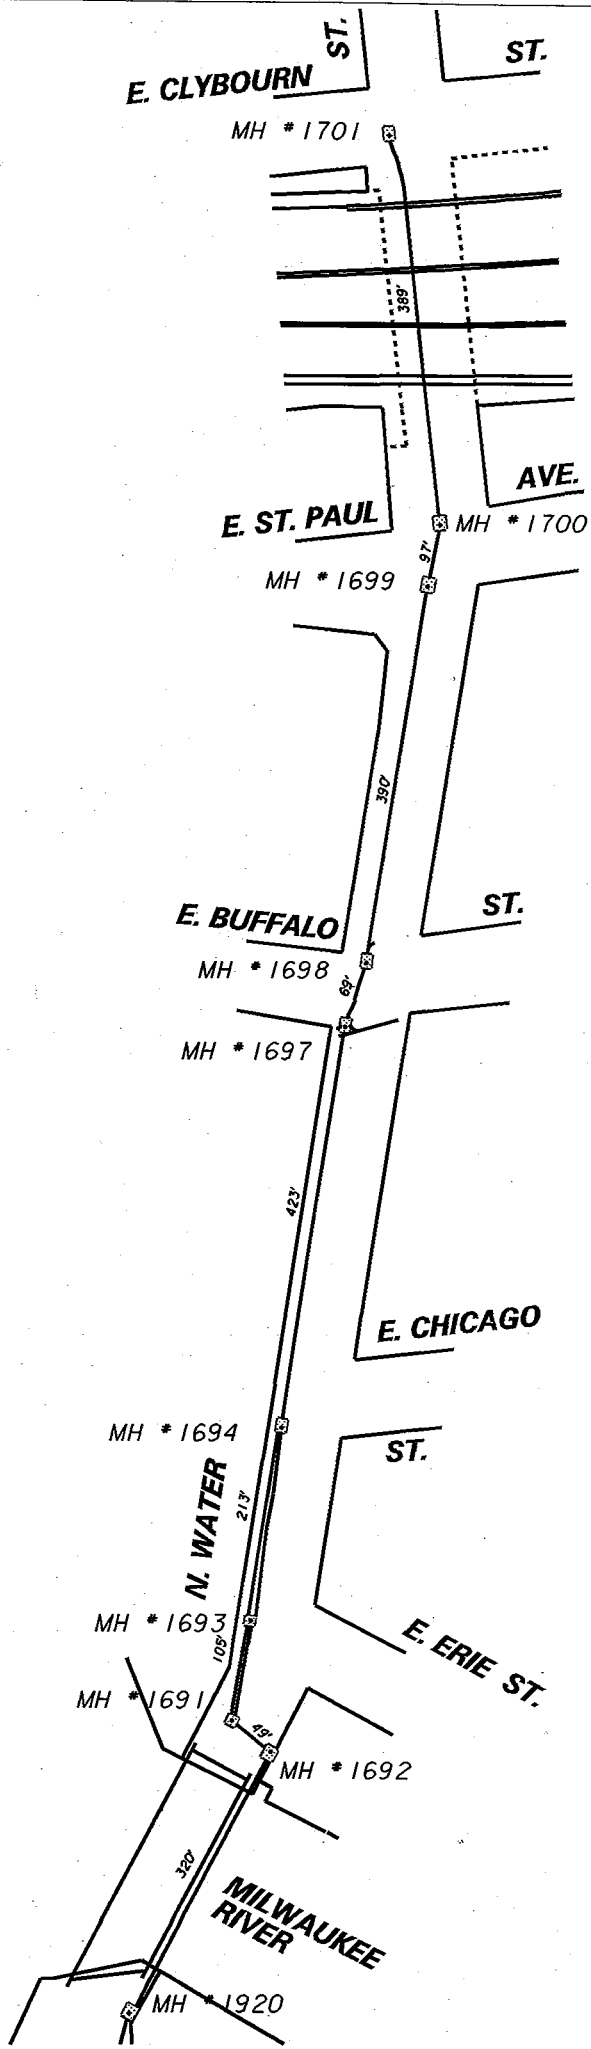 ST.
ST.
E. CLYBOURN
MH #1701
389'
AVE.
E. ST. PAUL
MH #1700
97'
MH #1699
390'
ST.
E. BUFFALO
MH #1698
69'
MH #1697
423'
E. CHICAGO
MH #1694
ST.
213'
N. WATER
MH #1693
105'
E. ERIE ST.
MH #1691
49'
MH #1692
320'
MILWAUKEE
RIVER
MH #1920